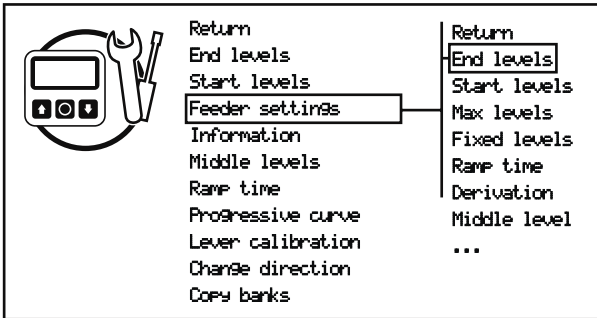 Return
End levels
Start levels
Feeder settings
Information
Middle levels
Ramp time
Progressive curve
Lever calibration
Change direction
Copy banks
Return
End levels
Start levels
Max levels
Fixed levels
Ramp time
Derivation
Middle level
...